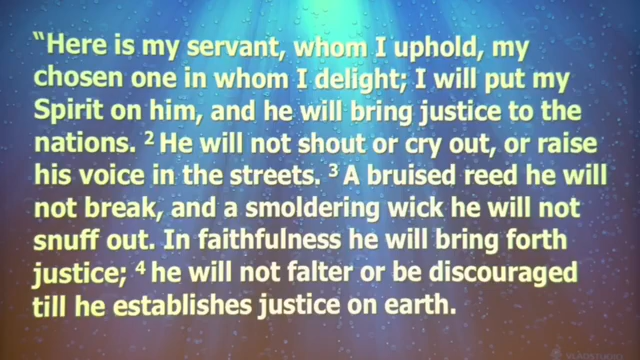 “Here is my servant, whom I uphold, my
chosen one in whom I delight; I will put my
Spirit on him, and he will bring justice to the
nations. ² He will not shout or cry out, or raise
his voice in the streets. ³ A bruised reed he will
not break, and a smoldering wick he will not
snuff out. In faithfulness he will bring forth
justice; ⁴ he will not falter or be discouraged
till he establishes justice on earth.